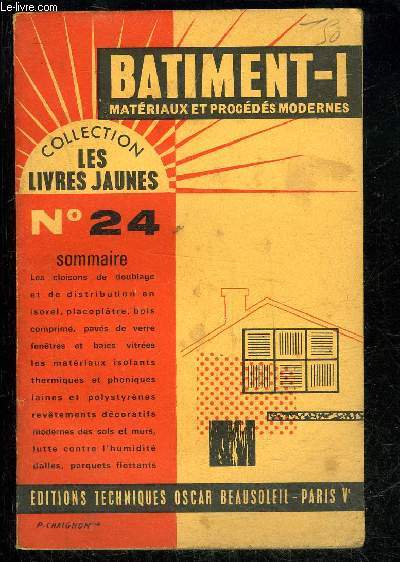 www.le-livre.com
BATIMENT-I
MATÉRIAUX ET PROCÉDÉS MODERNES
COLLECTION
LES
LIVRES JAUNES
N° 24
sommaire
Les cloisons de doublage
et de distribution en
isorel, placoplâtre, bois
comprimé, pavés de verre
fenêtres et baies vitrées
les matériaux isolants
thermiques et phoniques
laines et polystyrènes
revêtements décoratifs
modernes des sols et murs,
lutte contre l'humidité
dalles, parquets flottants
EDITIONS TECHNIQUES OSCAR BEAUSOLEIL - PARIS Vᵉ
P. CHAIGNON